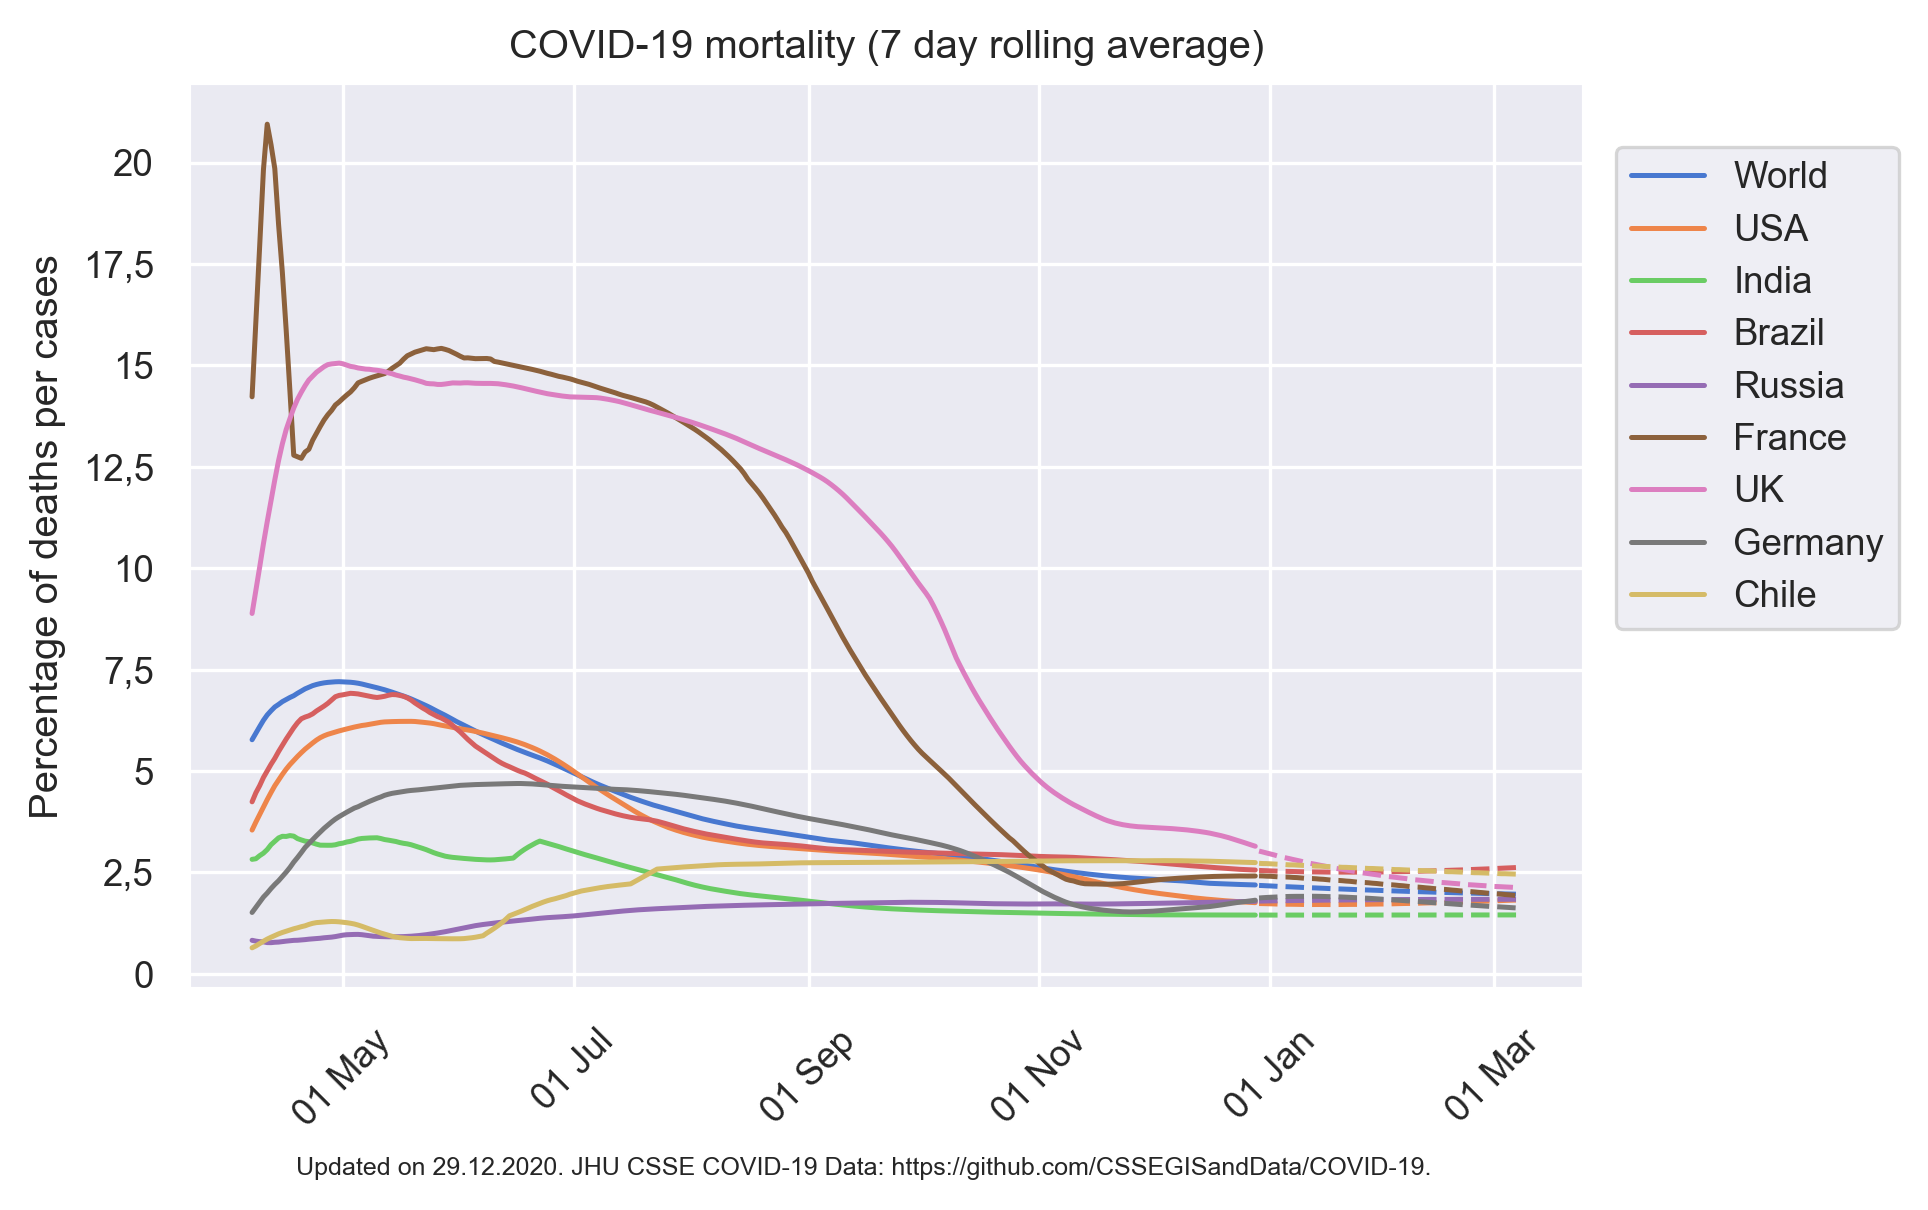 COVID-19 mortality (7 day rolling average)
Percentage of deaths per cases
20
17,5
15
12,5
10
7,5
5
2,5
0
01 May
01 Jul
01 Sep
01 Nov
01 Jan
01 Mar
World
USA
India
Brazil
Russia
France
UK
Germany
Chile
Updated on 29.12.2020. JHU CSSE COVID-19 Data: https://github.com/CSSEGISandData/COVID-19.